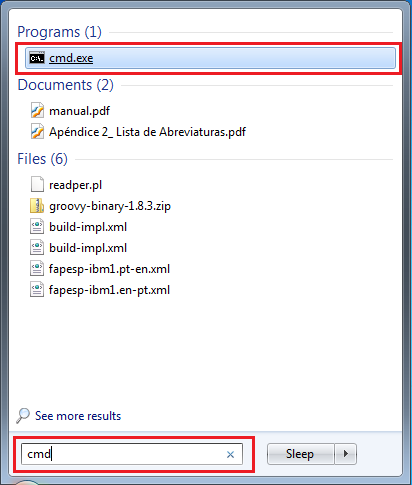 Programs (1)
cmd.exe
Documents (2)
manual.pdf
Apéndice 2_ Lista de Abreviaturas.pdf
Files (6)
readper.pl
groovy-binary-1.8.3.zip
build-impl.xml
build-impl.xml
fapesp-ibm1.pt-en.xml
fapesp-ibm1.en-pt.xml
See more results
cmd
Sleep